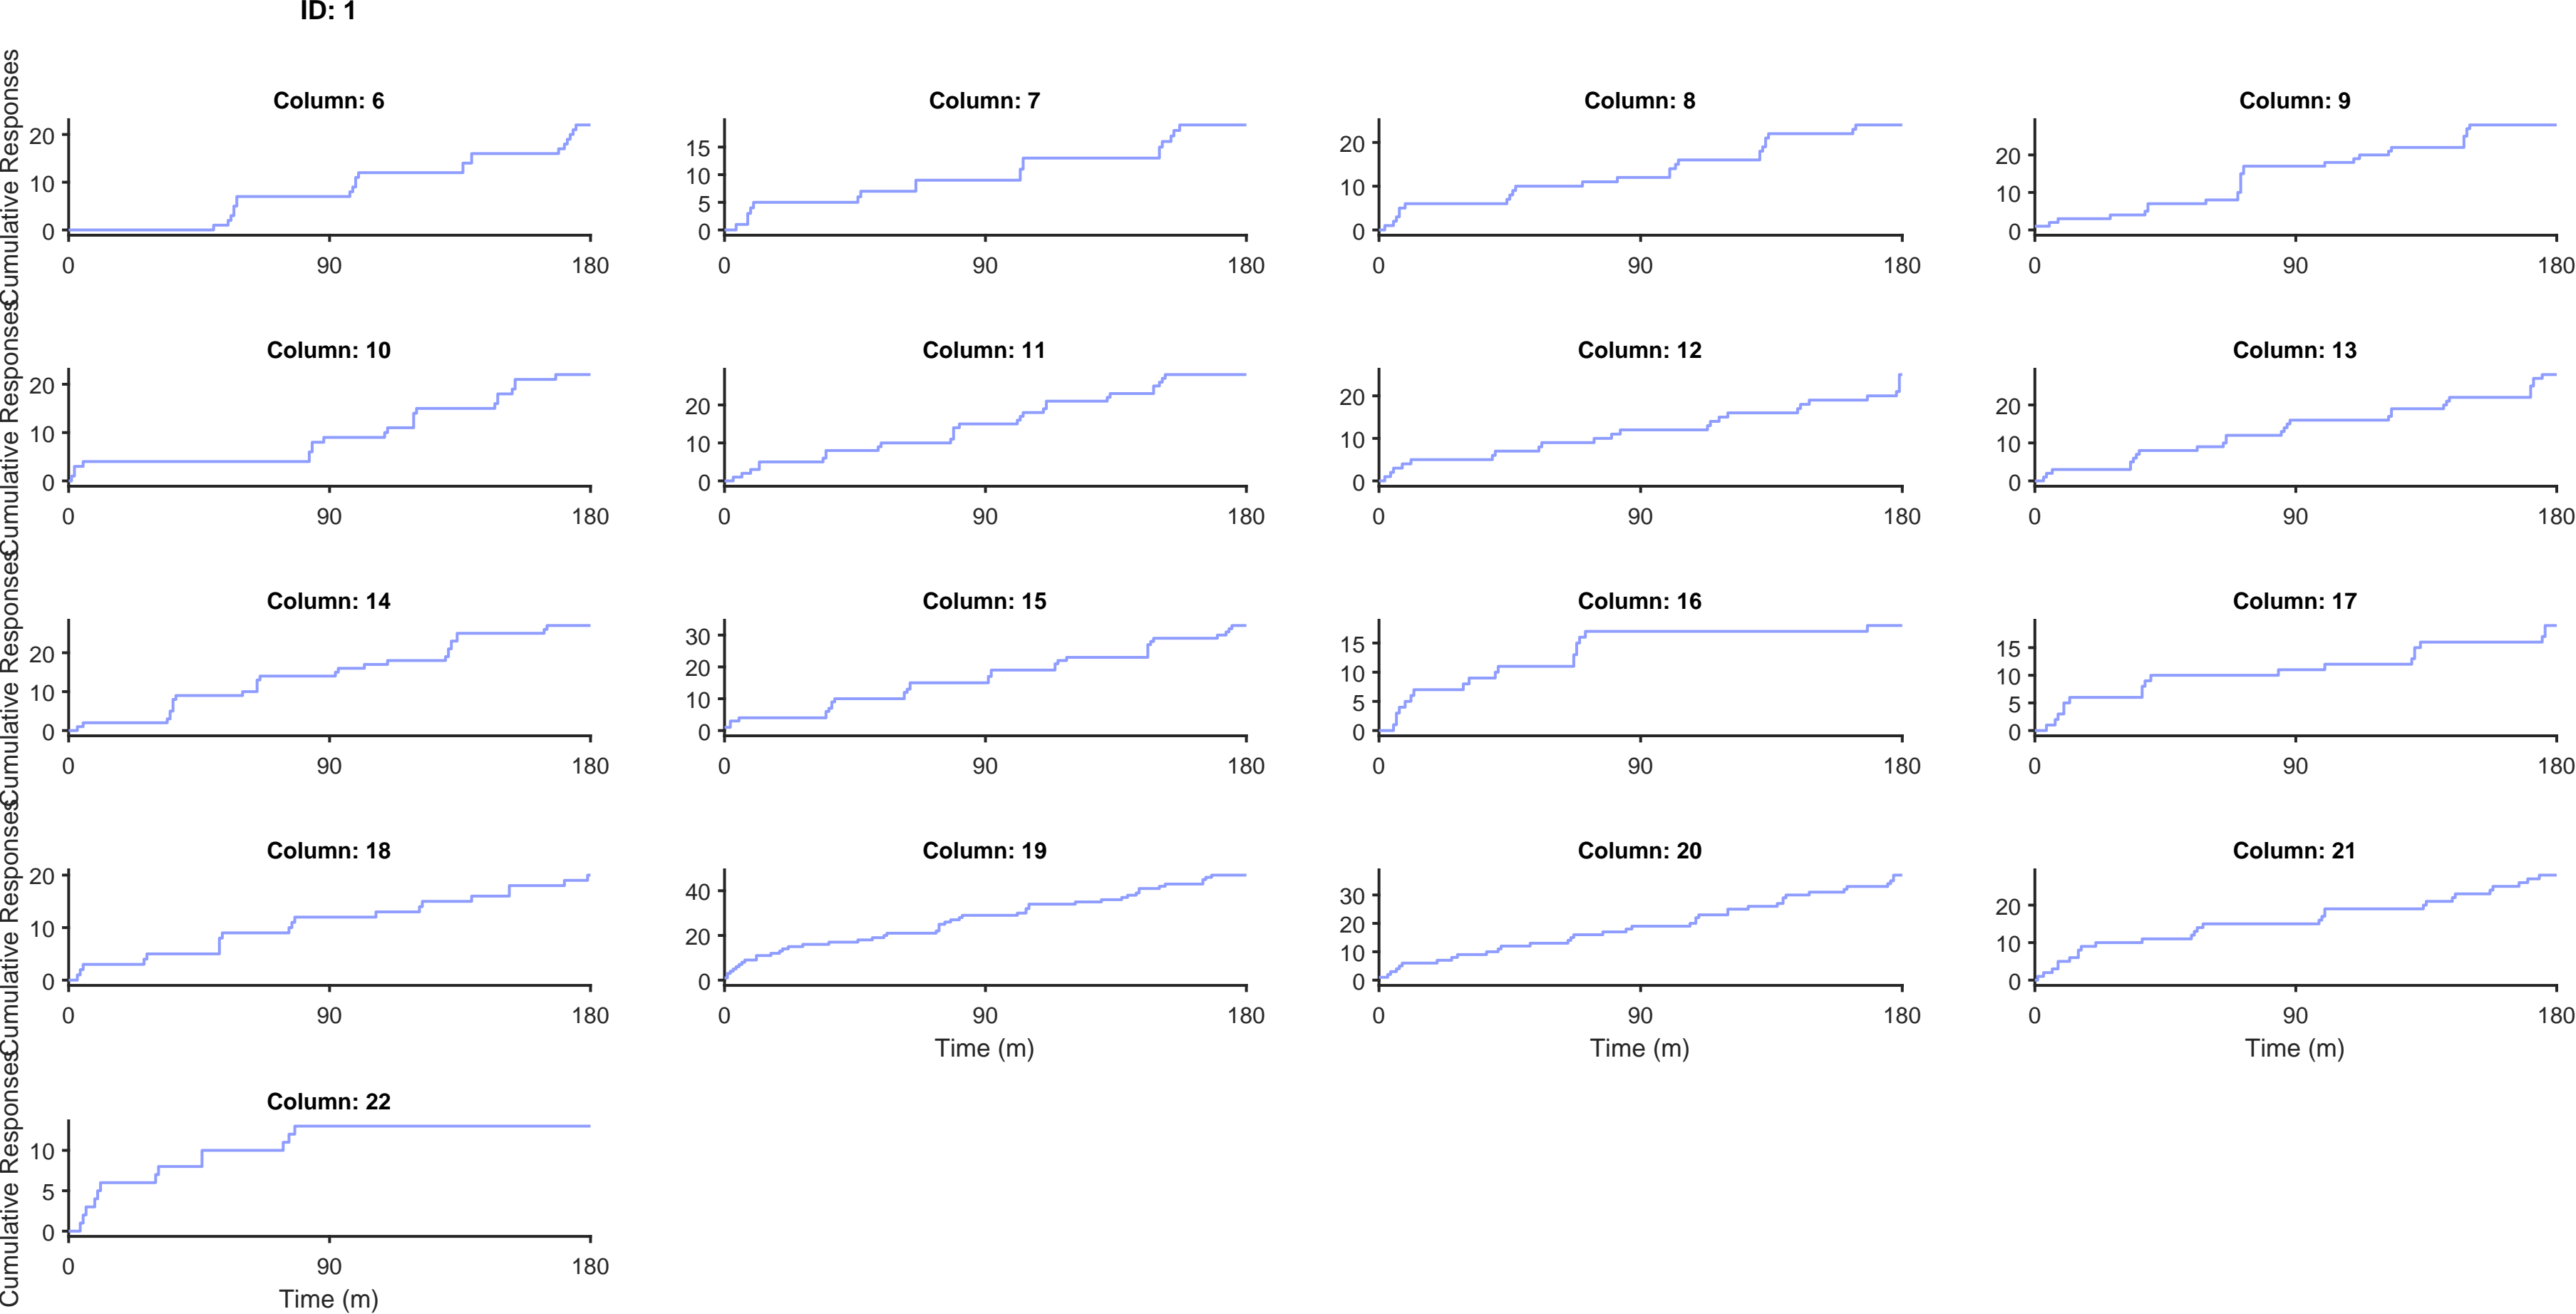 ID: 1
Column: 6
Column: 7
Column: 8
Column: 9
Cumulative Responses
20
10
0
0 90 180
15
10
5
0
0 90 180
20
10
0
0 90 180
20
10
0
0 90 180
Column: 10
Column: 11
Column: 12
Column: 13
Cumulative Responses
20
10
0
0 90 180
20
10
0
0 90 180
20
10
0
0 90 180
20
10
0
0 90 180
Column: 14
Column: 15
Column: 16
Column: 17
Cumulative Responses
20
10
0
0 90 180
30
20
10
0
0 90 180
15
10
5
0
0 90 180
15
10
5
0
0 90 180
Column: 18
Column: 19
Column: 20
Column: 21
Cumulative Responses
20
10
0
0 90 180
40
20
0
0 90 180
Time (m)
30
20
10
0
0 90 180
Time (m)
20
10
0
0 90 180
Time (m)
Column: 22
Cumulative Responses
10
5
0
0 90 180
Time (m)